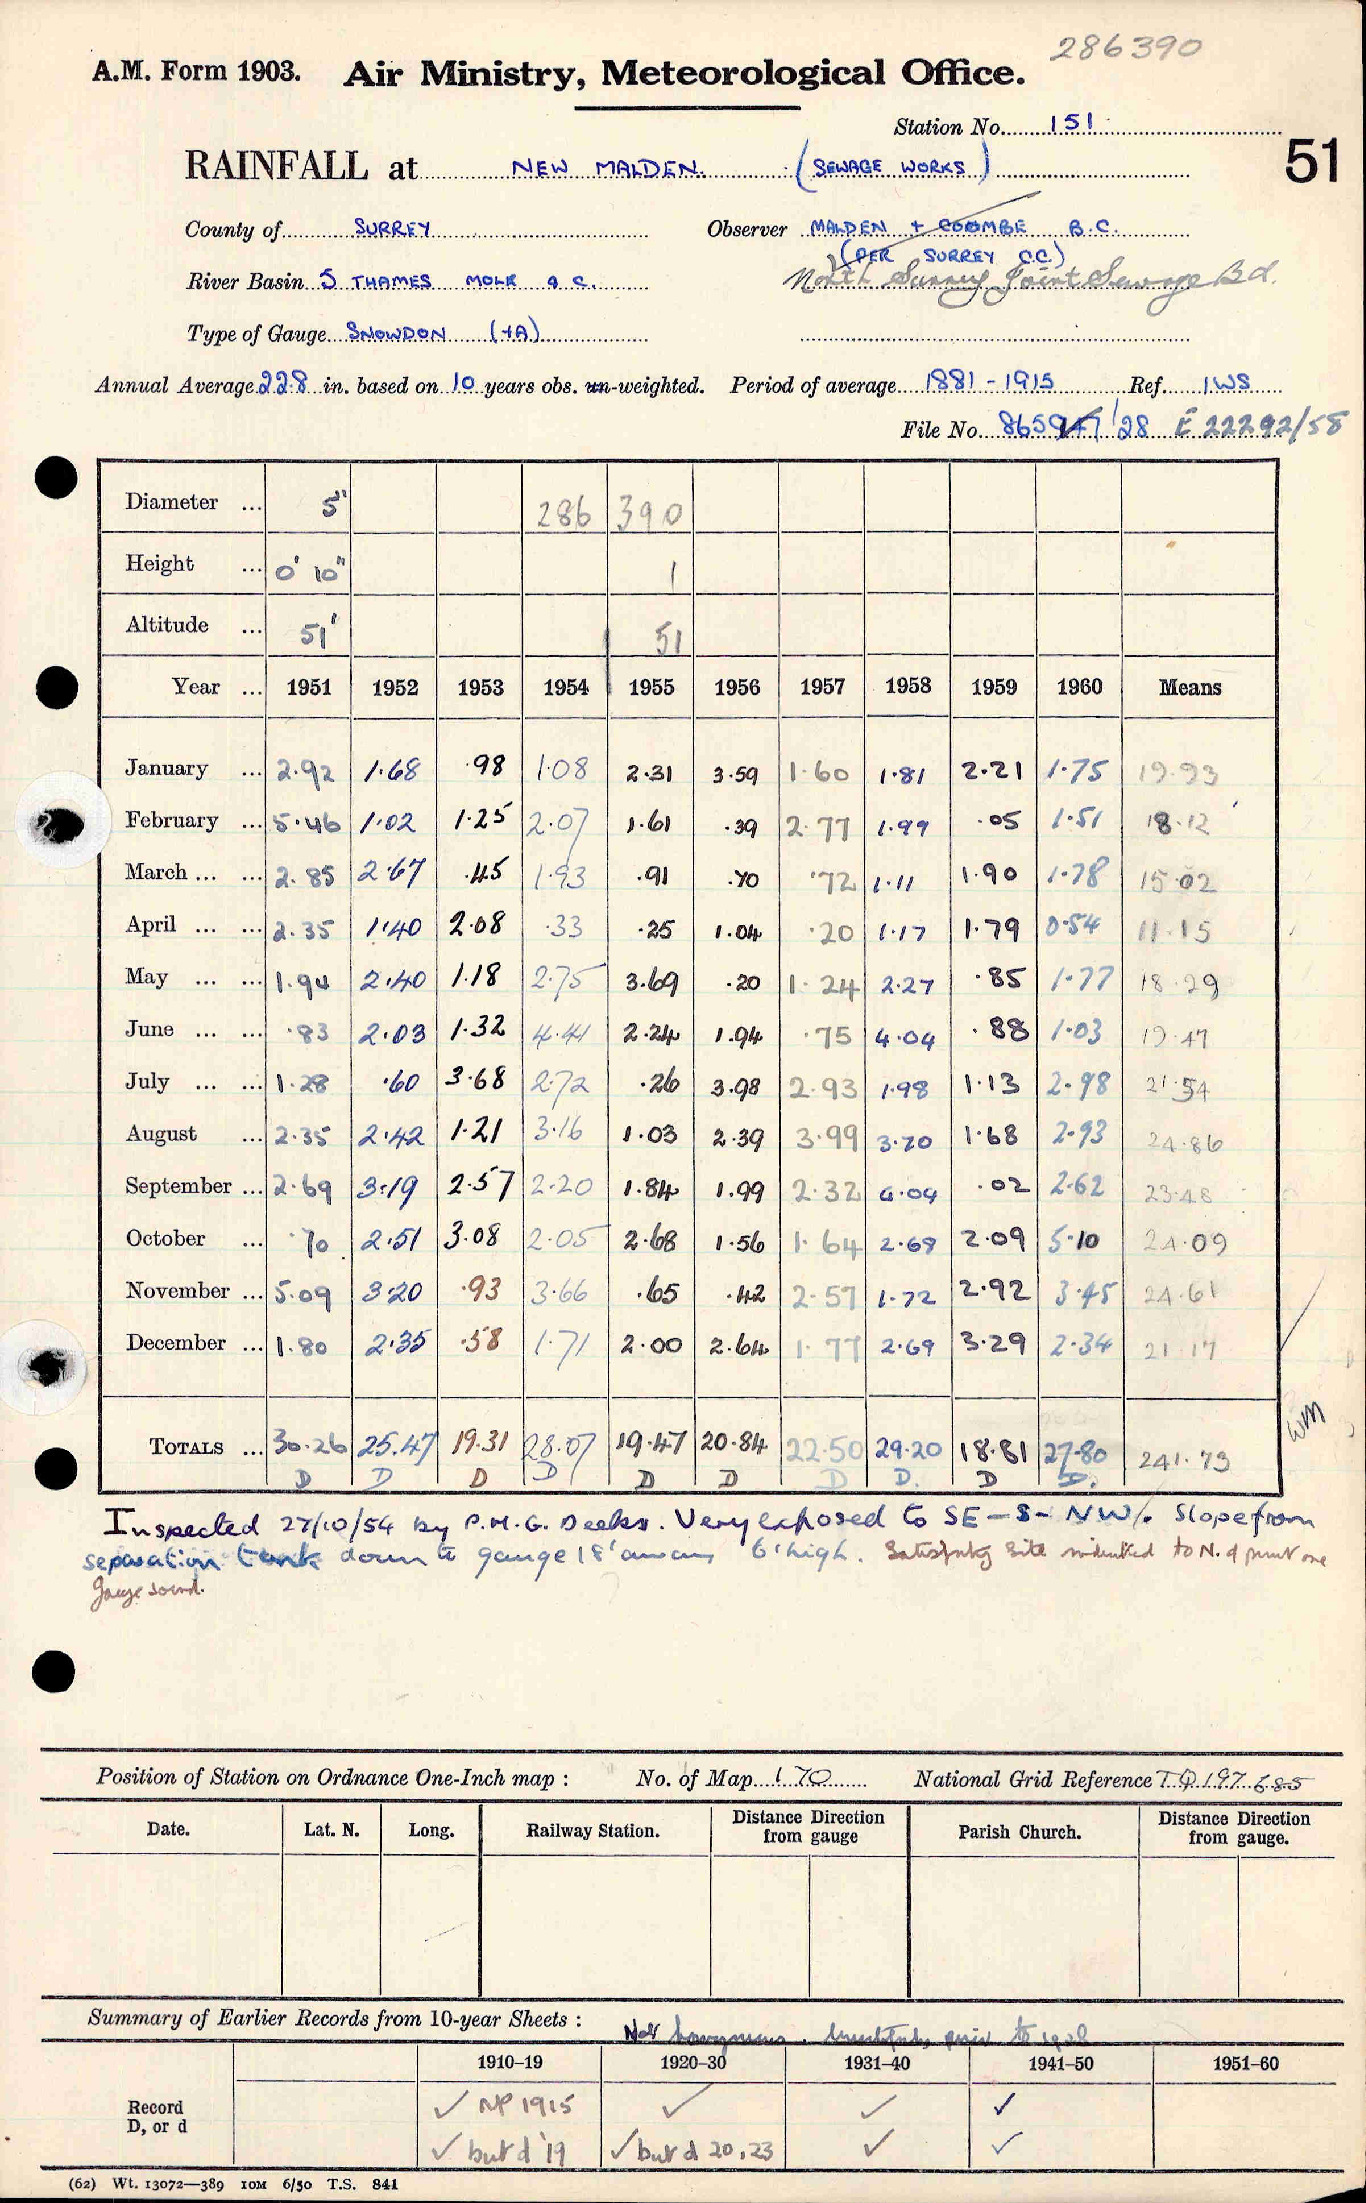 286390
A.M. Form 1903. Air Ministry, Meteorological Office.
Station No. 151
51
RAINFALL at NEW MALDEN. (SEWAGE WORKS)
County of SURREY Observer MALDEN + COOMBE B.C.
(PER SURREY C.C.)
River Basin 5 THAMES MOLE & C. North Surrey Joint Sewage Bd.
Type of Gauge SNOWDON (+A)
Annual Average 22.8 in. based on 10 years obs. un-weighted. Period of average 1881-1915 Ref. IWS
File No. /28 E 22292/58
Diameter ... 5" 286 390
Height ... 0' 10" 1
Altitude ... 51' 51
Year ... 1951 1952 1953 1954 1955 1956 1957 1958 1959 1960 Means
January ... 2.92 1.68 .98 1.08 2.31 3.59 1.60 1.81 2.21 1.75 19.93
February ... 5.46 1.02 1.25 2.07 1.61 .39 2.77 1.99 .05 1.51 18.12
March ... ... 2.85 2.67 .45 1.93 .91 .70 .72 1.11 1.90 1.78 15.02
April ... ... 2.35 1.40 2.08 .33 .25 1.04 .20 1.17 1.79 0.54 11.15
May ... ... 1.94 2.40 1.18 2.75 3.69 .20 1.24 2.27 .85 1.77 18.29
June ... ... .83 2.03 1.32 4.41 2.24 1.94 .75 4.04 .88 1.03 19.47
July ... ... 1.28 .60 3.68 2.72 .26 3.98 2.93 1.98 1.13 2.98 21.54
August ... 2.35 2.42 1.21 3.16 1.03 2.39 3.99 3.70 1.68 2.93 24.86
September ... 2.69 3.19 2.57 2.20 1.84 1.99 2.32 4.04 .02 2.62 23.48
October ... .70 2.51 3.08 2.05 2.68 1.56 1.64 2.68 2.09 5.10 24.09
November ... 5.09 3.20 .93 3.66 .65 .42 2.57 1.72 2.92 3.45 24.61
December ... 1.80 2.35 .58 1.71 2.00 2.64 1.77 2.69 3.29 2.34 21.17
TOTALS ... 30.26 25.47 19.31 28.07 19.47 20.84 22.50 29.20 18.81 27.80 241.73
D D D D D D D D. D D.
WM
Inspected 27/10/54 by P.M.G. Deeks. Very exposed to SE-S-NW. Slope from
separation tank down to gauge 18' away 6' high. Satisfactory site indicated to N. of present one
Gauge sound.
Position of Station on Ordnance One-Inch map : No. of Map 170 National Grid Reference TQ 197 685
Date. Lat. N. Long. Railway Station. Distance Direction from gauge Parish Church. Distance Direction from gauge.
Summary of Earlier Records from 10-year Sheets : Not homogeneous. prior to 1928
1910–19 1920–30 1931–40 1941–50 1951–60
Record ✓ NP 1915 ✓ ✓ ✓
D, or d ✓ but d '19 ✓ but d 20, 23 ✓ ✓
(62) Wt. 13072—389 10M 6/50 T.S. 841